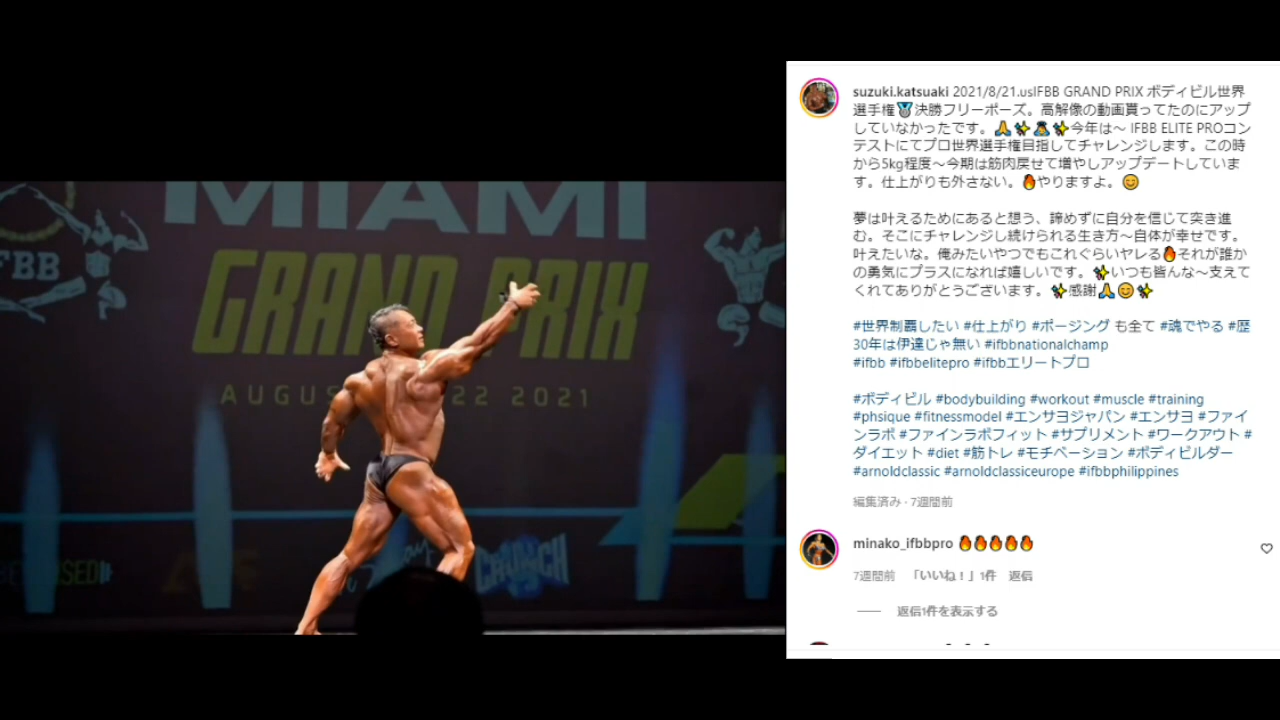 MIAMI
GRAND PRIX
22 2021
FBB
CRUNCH
suzuki.katsuaki 2021/8/21.usIFBB GRAND PRIX ボディビル世界
選手権🥈決勝フリーポーズ。高解像の動画貰ってたのにアップ
していなかったです。🙏✨🙇✨今年は〜 IFBB ELITE PROコン
テストにてプロ世界選手権目指してチャレンジします。この時
から5kg程度〜今期は筋肉戻せて増やしアップデートしていま
す。仕上がりも外さない。🔥やりますよ。😊
夢は叶えるためにあると想う、諦めずに自分を信じて突き進
む。そこにチャレンジし続けられる生き方〜自体が幸せです。
叶えたいな。俺みたいやつでもこれぐらいヤレる🔥それが誰か
の勇気にプラスになれば嬉しいです。✨いつも皆んな〜支えて
くれてありがとうございます。✨感謝🙏😊✨
#世界制覇したい #仕上がり #ポージング も全て #魂でやる #歴
30年は伊達じゃ無い #ifbbnationalchamp
#ifbb #ifbbelitepro #ifbbエリートプロ
#ボディビル #bodybuilding #workout #muscle #training
#phsique #fitnessmodel #エンサヨジャパン #エンサヨ #ファイ
ンラボ #ファインラボフィット #サプリメント #ワークアウト #
ダイエット #diet #筋トレ #モチベーション #ボディビルダー
#arnoldclassic #arnoldclassiceurope #ifbbphilippines
編集済み · 7週間前
minako_ifbbpro 🔥🔥🔥🔥🔥
7週間前 「いいね！」1件 返信
返信1件を表示する